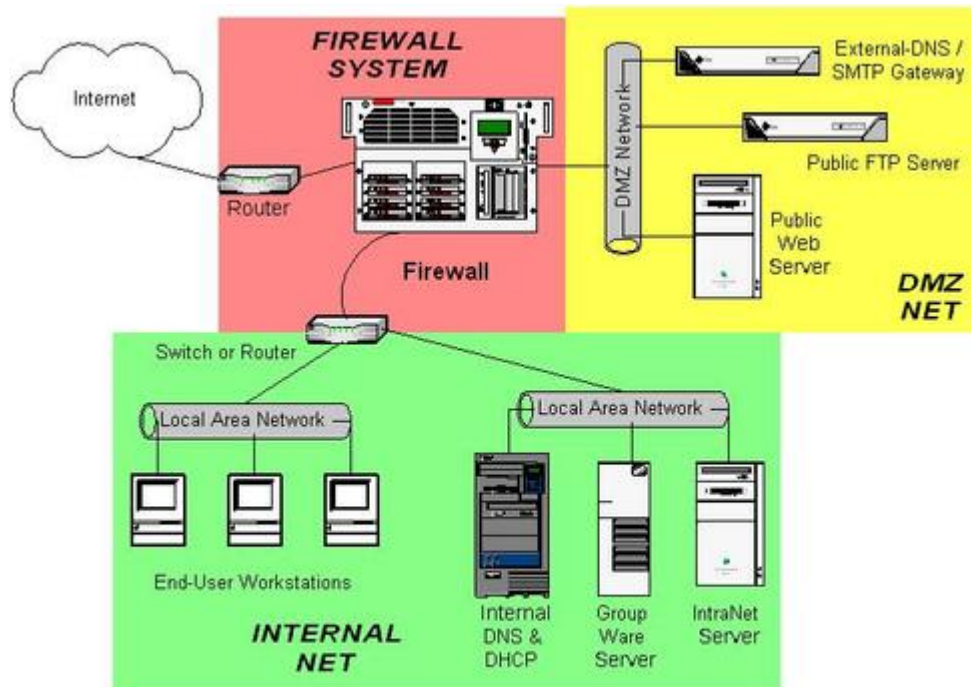 FIREWALL
SYSTEM
Internet
Router
Firewall
Switch or Router
DMZ Network
External-DNS /
SMTP Gateway
Public FTP Server
Public
Web
Server
DMZ
NET
Local Area Network
End-User Workstations
Local Area Network
Internal
DNS &
DHCP
Group
Ware
Server
IntraNet
Server
INTERNAL
NET